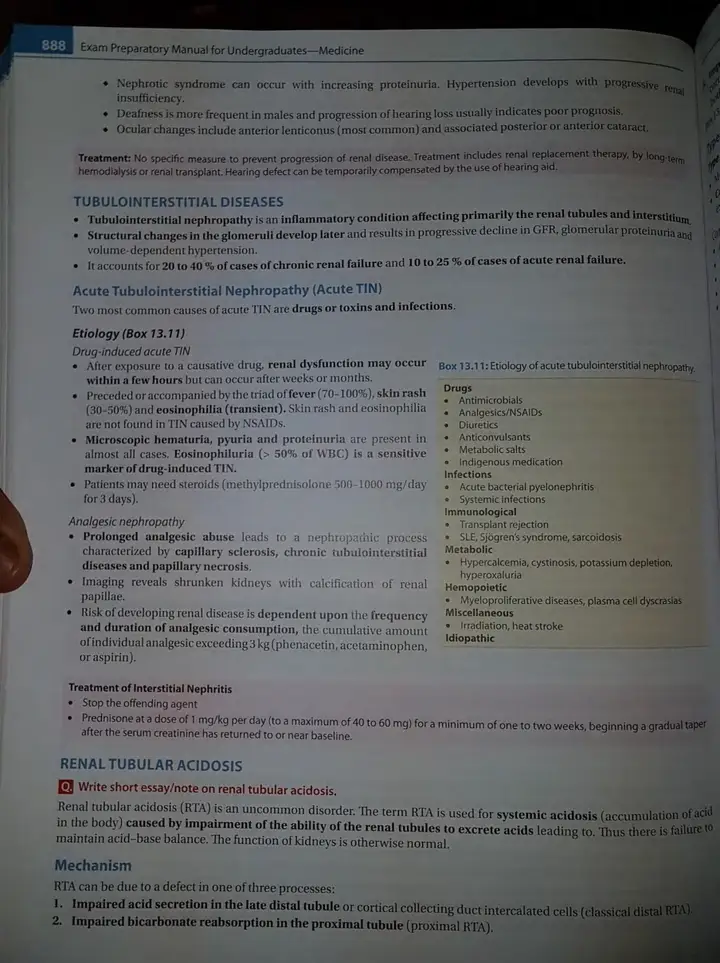 888 Exam Preparatory Manual for Undergraduates—Medicine
• Nephrotic syndrome can occur with increasing proteinuria. Hypertension develops with progressive renal
insufficiency.
• Deafness is more frequent in males and progression of hearing loss usually indicates poor prognosis.
• Ocular changes include anterior lenticonus (most common) and associated posterior or anterior cataract.
Treatment: No specific measure to prevent progression of renal disease. Treatment includes renal replacement therapy, by long term
hemodialysis or renal transplant. Hearing defect can be temporarily compensated by the use of hearing aid.
TUBULOINTERSTITIAL DISEASES
• Tubulointerstitial nephropathy is an inflammatory condition affecting primarily the renal tubules and interstitium.
• Structural changes in the glomeruli develop later and results in progressive decline in GFR, glomerular proteinuria and
volume-dependent hypertension.
• It accounts for 20 to 40 % of cases of chronic renal failure and 10 to 25 % of cases of acute renal failure.
Acute Tubulointerstitial Nephropathy (Acute TIN)
Two most common causes of acute TIN are drugs or toxins and infections.
Etiology (Box 13.11)
Drug-induced acute TIN
• After exposure to a causative drug, renal dysfunction may occur
within a few hours but can occur after weeks or months.
• Preceded or accompanied by the triad of fever (70–100%), skin rash
(30–50%) and eosinophilia (transient). Skin rash and eosinophilia
are not found in TIN caused by NSAIDs.
• Microscopic hematuria, pyuria and proteinuria are present in
almost all cases. Eosinophiluria (> 50% of WBC) is a sensitive
marker of drug-induced TIN.
• Patients may need steroids (methylprednisolone 500–1000 mg/day
for 3 days).
Analgesic nephropathy
• Prolonged analgesic abuse leads to a nephropathic process
characterized by capillary sclerosis, chronic tubulointerstitial
diseases and papillary necrosis.
• Imaging reveals shrunken kidneys with calcification of renal
papillae.
• Risk of developing renal disease is dependent upon the frequency
and duration of analgesic consumption, the cumulative amount
of individual analgesic exceeding 3 kg (phenacetin, acetaminophen,
or aspirin).
Box 13.11: Etiology of acute tubulointerstitial nephropathy.
Drugs
• Antimicrobials
• Analgesics/NSAIDs
• Diuretics
• Anticonvulsants
• Metabolic salts
• Indigenous medication
Infections
• Acute bacterial pyelonephritis
• Systemic infections
Immunological
• Transplant rejection
• SLE, Sjögren's syndrome, sarcoidosis
Metabolic
• Hypercalcemia, cystinosis, potassium depletion,
hyperoxaluria
Hemopoietic
• Myeloproliferative diseases, plasma cell dyscrasias
Miscellaneous
• Irradiation, heat stroke
Idiopathic
Treatment of Interstitial Nephritis
• Stop the offending agent
• Prednisone at a dose of 1 mg/kg per day (to a maximum of 40 to 60 mg) for a minimum of one to two weeks, beginning a gradual taper
after the serum creatinine has returned to or near baseline.
RENAL TUBULAR ACIDOSIS
Q. Write short essay/note on renal tubular acidosis.
Renal tubular acidosis (RTA) is an uncommon disorder. The term RTA is used for systemic acidosis (accumulation of acid
in the body) caused by impairment of the ability of the renal tubules to excrete acids leading to. Thus there is failure to
maintain acid–base balance. The function of kidneys is otherwise normal.
Mechanism
RTA can be due to a defect in one of three processes:
1. Impaired acid secretion in the late distal tubule or cortical collecting duct intercalated cells (classical distal RTA).
2. Impaired bicarbonate reabsorption in the proximal tubule (proximal RTA).